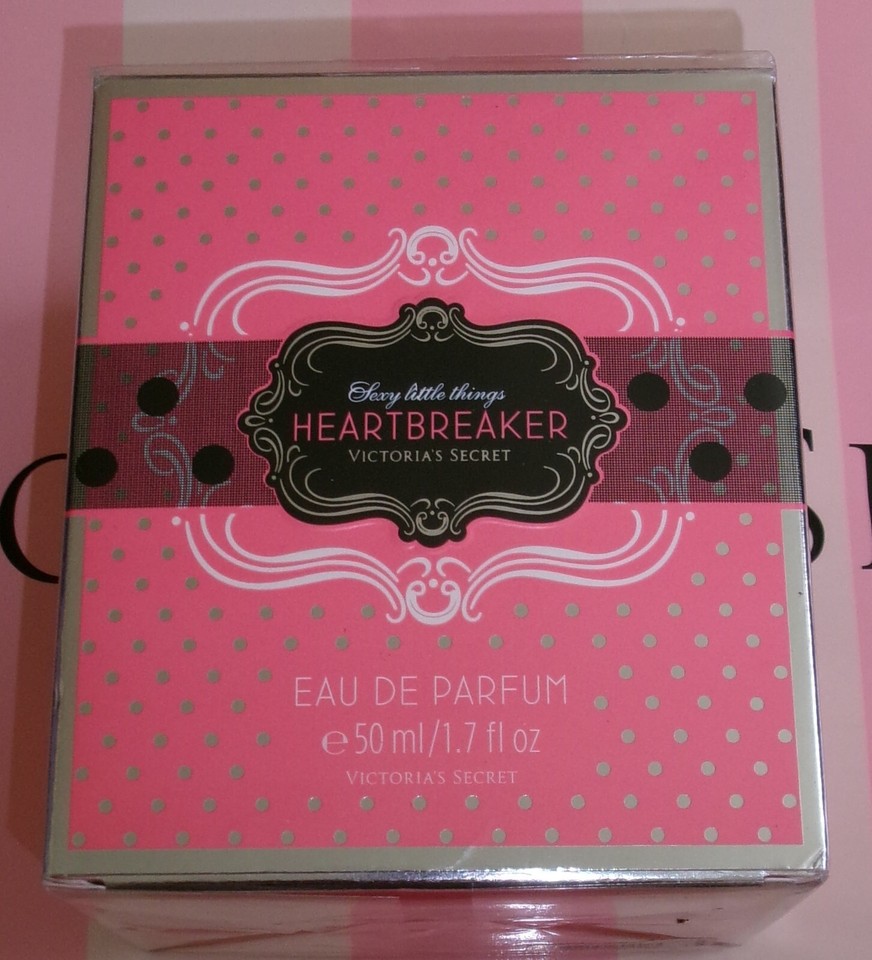 Sexy little things
HEARTBREAKER
VICTORIA'S SECRET
EAU DE PARFUM
℮50 ml/1.7 fl oz
VICTORIA'S SECRET